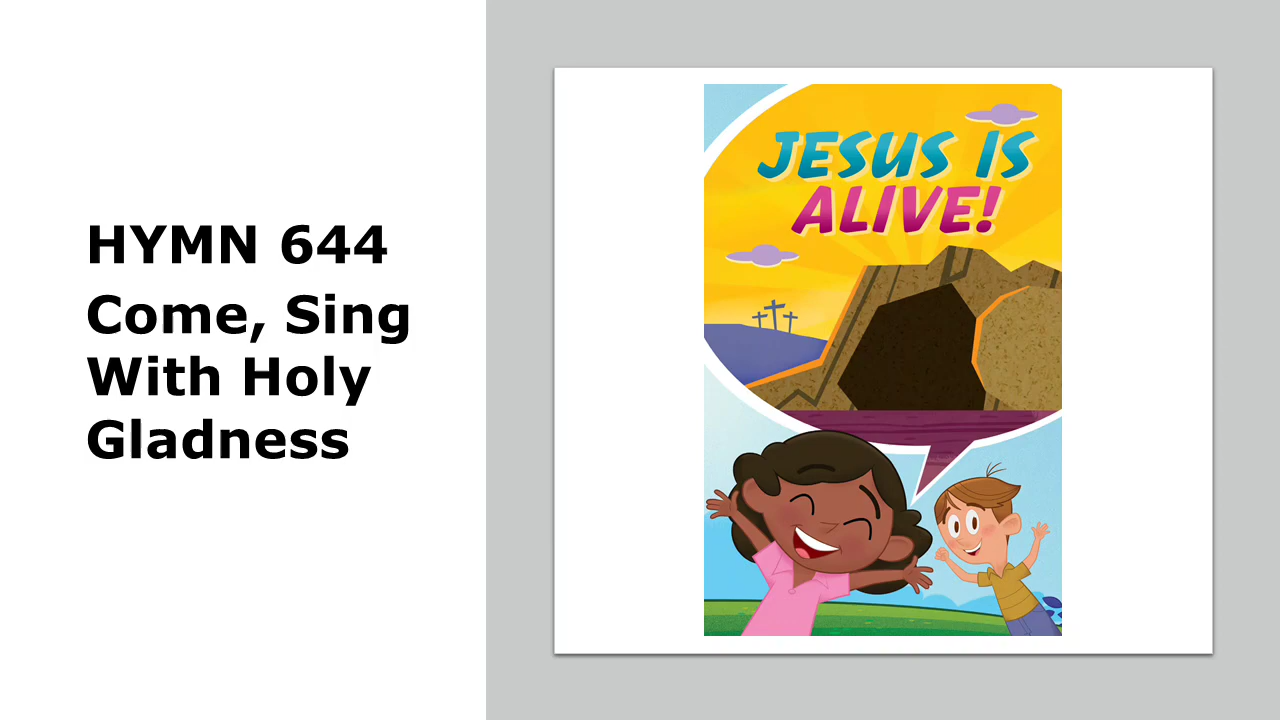 HYMN 644
Come, Sing
With Holy
Gladness
JESUS IS
ALIVE!